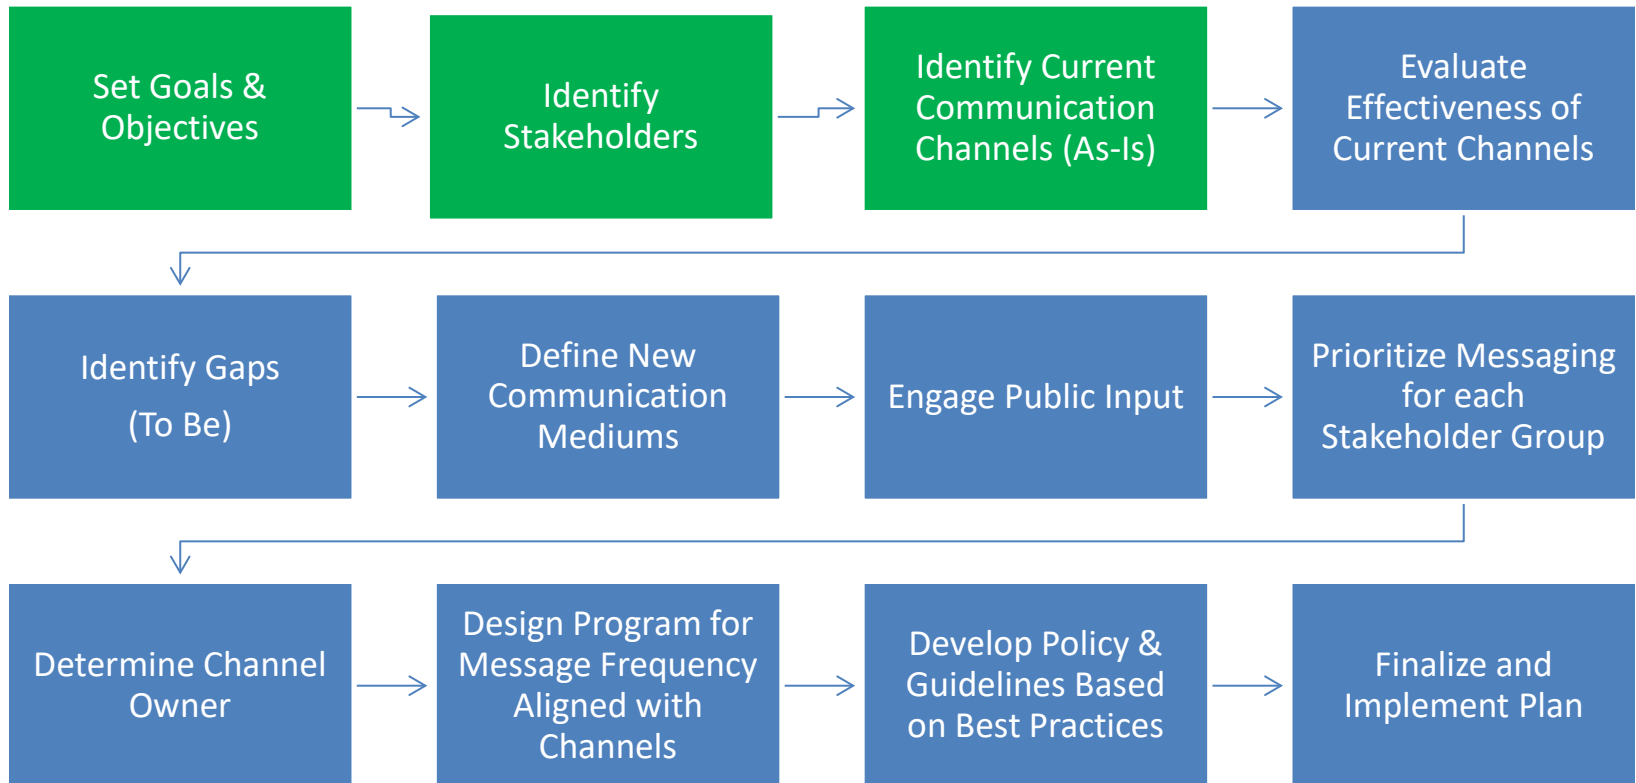 Set Goals &
Objectives
Identify
Stakeholders
Identify Current
Communication
Channels (As-Is)
Evaluate
Effectiveness of
Current Channels
Identify Gaps
(To Be)
Define New
Communication
Mediums
Engage Public Input
Prioritize Messaging
for each
Stakeholder Group
Determine Channel
Owner
Design Program for
Message Frequency
Aligned with
Channels
Develop Policy &
Guidelines Based
on Best Practices
Finalize and
Implement Plan